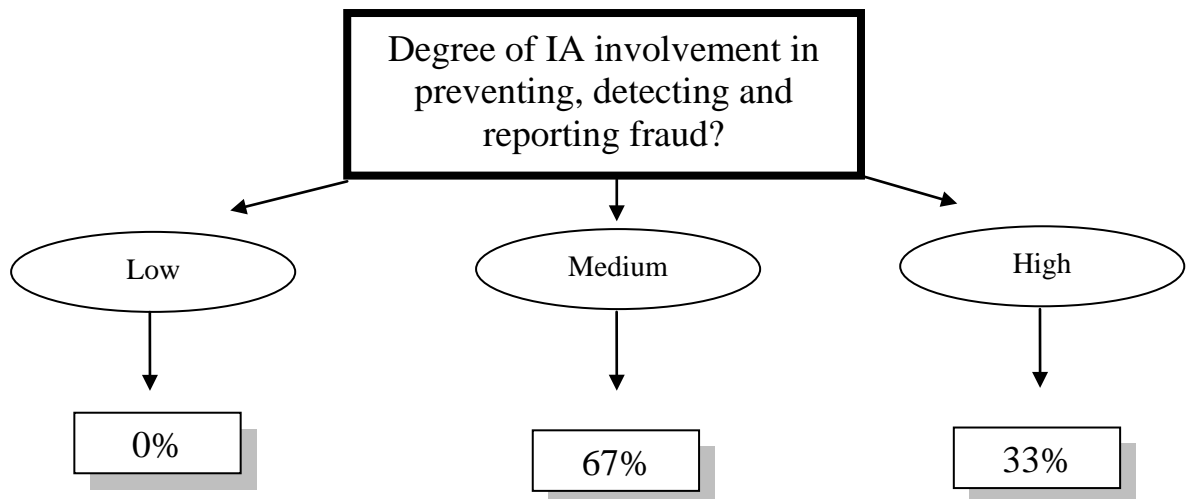 Degree of IA involvement in
preventing, detecting and
reporting fraud?
Low
Medium
High
0%
67%
33%